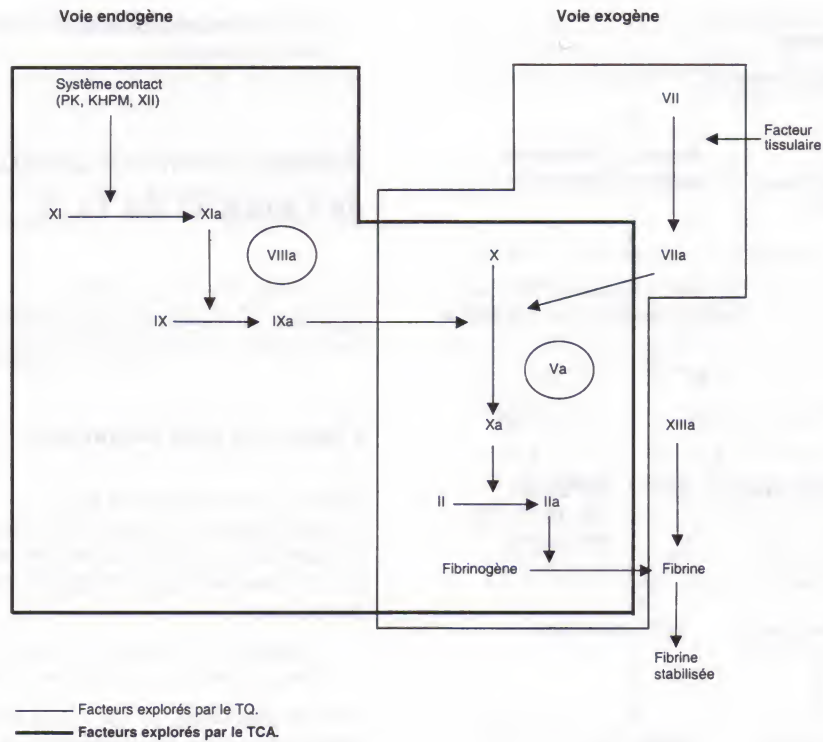 Voie endogène
Voie exogène
Système contact
(PK, KHPM, XII)
VII
Facteur
tissulaire
XI
XIa
VIIIa
X
VIIa
IX
IXa
Va
Xa
XIIIa
II
IIa
Fibrinogène
Fibrine
Fibrine
stabilisée
Facteurs explorés par le TQ.
Facteurs explorés par le TCA.